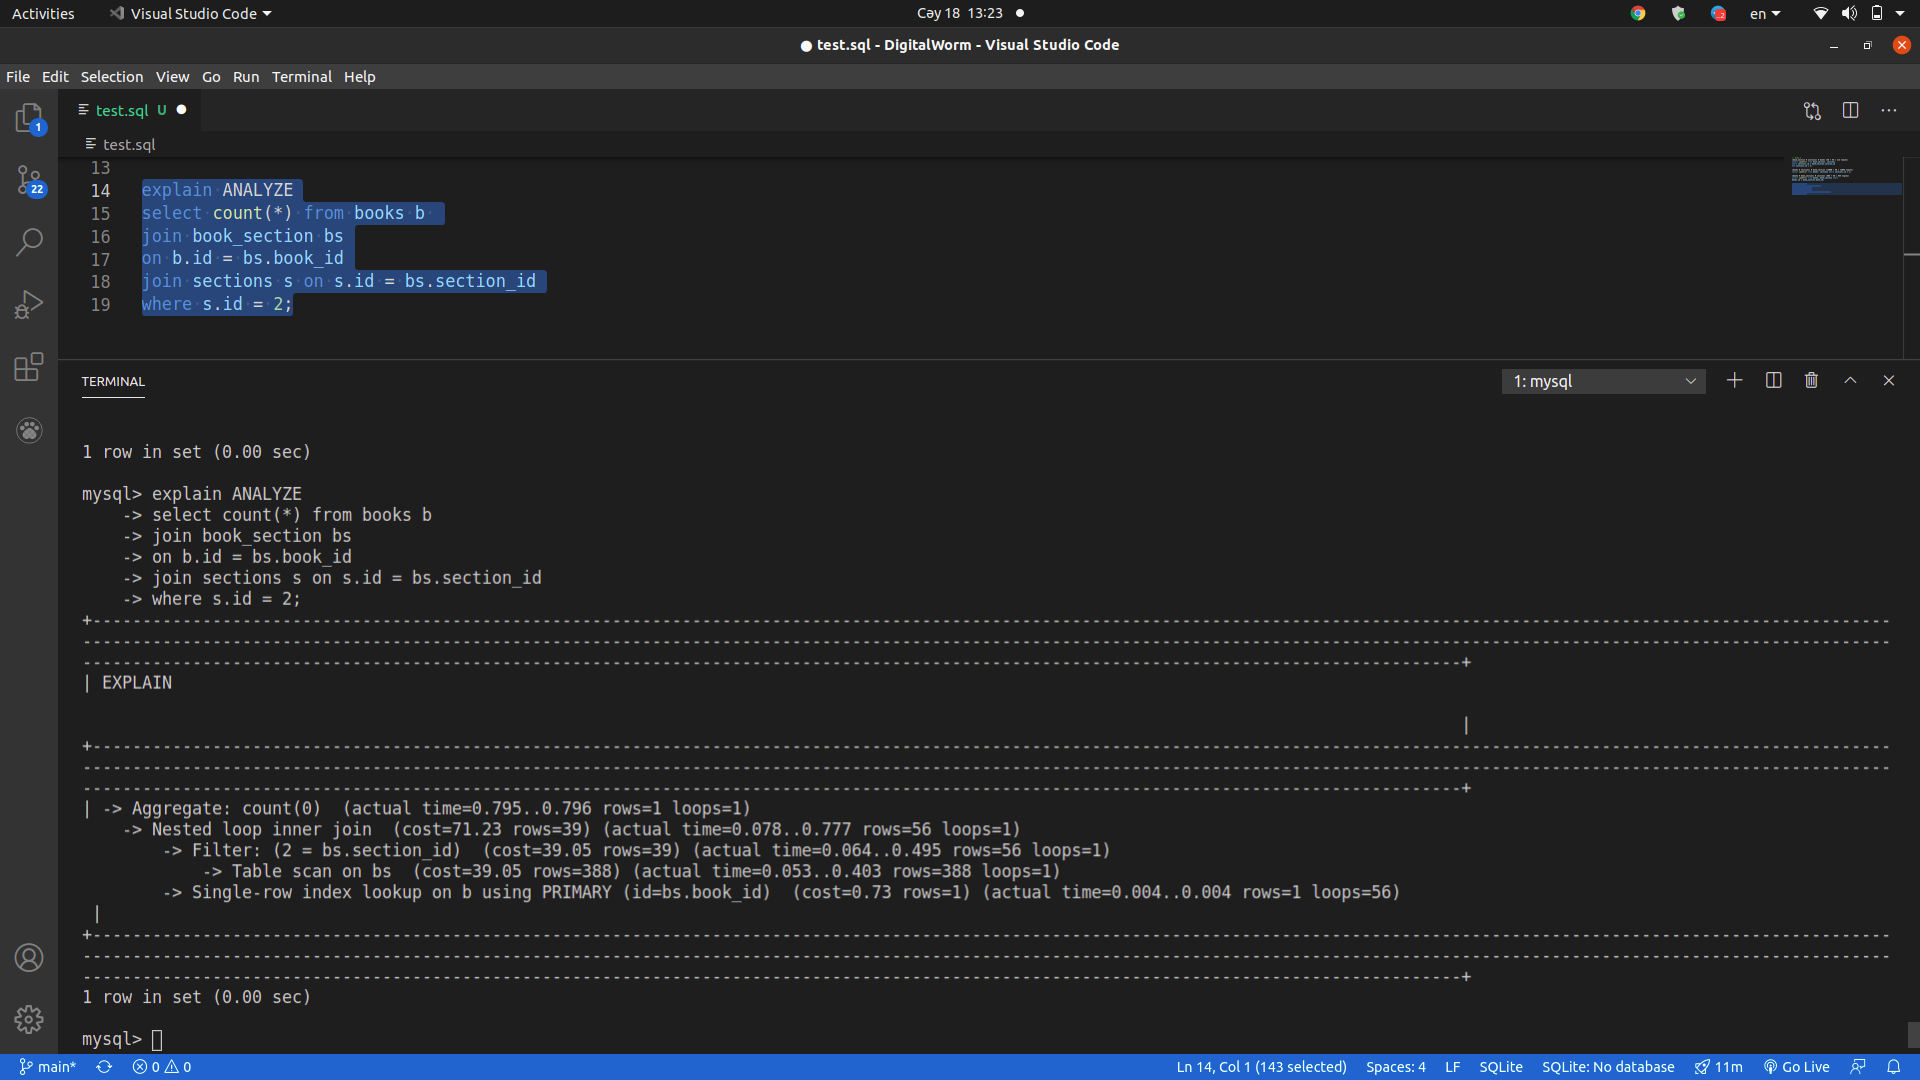 Activities Visual Studio Code Cəy 18 13:23 en
● test.sql - DigitalWorm - Visual Studio Code
File Edit Selection View Go Run Terminal Help
1
22
test.sql U ●
test.sql
13
14 explain ANALYZE
15 select count(*) from books b
16 join book_section bs
17 on b.id = bs.book_id
18 join sections s on s.id = bs.section_id
19 where s.id = 2;
TERMINAL 1: mysql
1 row in set (0.00 sec)
mysql> explain ANALYZE
    -> select count(*) from books b
    -> join book_section bs
    -> on b.id = bs.book_id
    -> join sections s on s.id = bs.section_id
    -> where s.id = 2;
| EXPLAIN
|
| -> Aggregate: count(0)  (actual time=0.795..0.796 rows=1 loops=1)
    -> Nested loop inner join  (cost=71.23 rows=39) (actual time=0.078..0.777 rows=56 loops=1)
        -> Filter: (2 = bs.section_id)  (cost=39.05 rows=39) (actual time=0.064..0.495 rows=56 loops=1)
            -> Table scan on bs  (cost=39.05 rows=388) (actual time=0.053..0.403 rows=388 loops=1)
        -> Single-row index lookup on b using PRIMARY (id=bs.book_id)  (cost=0.73 rows=1) (actual time=0.004..0.004 rows=1 loops=56)
|
1 row in set (0.00 sec)
mysql>
main* 0 0 Ln 14, Col 1 (143 selected) Spaces: 4 LF SQLite SQLite: No database 11m Go Live